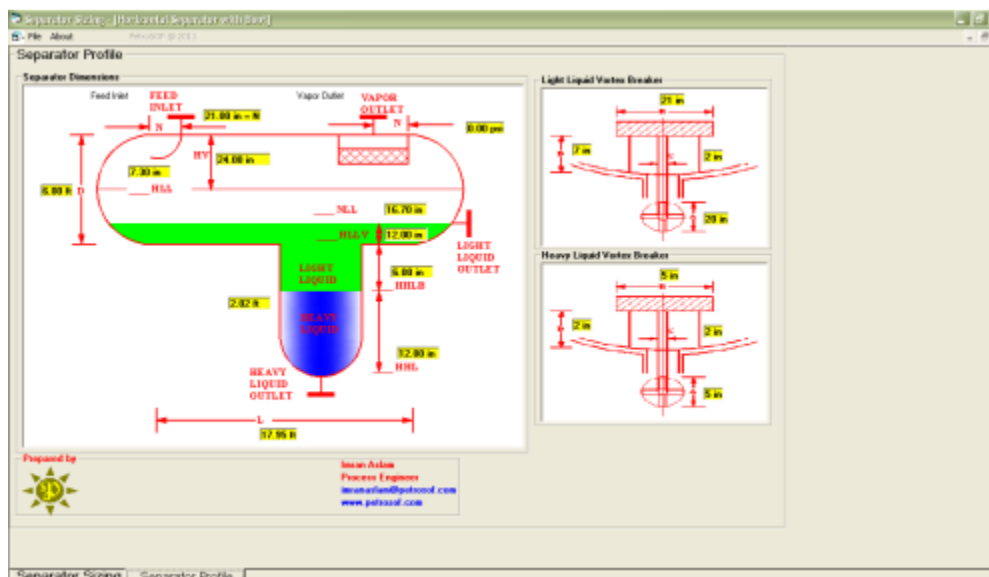 Separator Sizing - [Horizontal Separator with Boot]
File About PetroSOF @ 2013
Separator Profile
Separator Dimensions
Feed Inlet
FEED
INLET
Vapor Outlet
VAPOR
OUTLET
N
21.00 in = N
N
0.00 psi
HV
24.00 in
7.30 in
6.00 ft
D
HLL
NLL
16.70 in
HLLV
12.00 in
LIGHT
LIQUID
OUTLET
LIGHT
LIQUID
6.00 in
HHLB
2.02 ft
HEAVY
LIQUID
12.00 in
HHL
HEAVY
LIQUID
OUTLET
L
17.95 ft
Light Liquid Vortex Breaker
21 in
7 in
2 in
20 in
Heavy Liquid Vortex Breaker
5 in
2 in
2 in
5 in
Prepared by
Imran Aslam
Process Engineer
imranaslam@petrosof.com
www.petrosof.com
Separator Sizing
Separator Profile